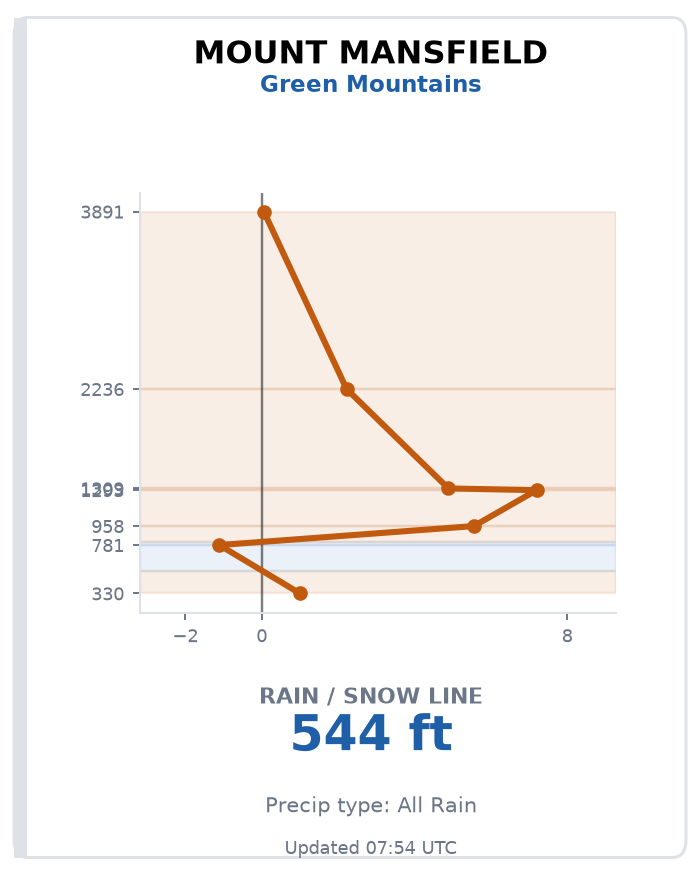 MOUNT MANSFIELD
Green Mountains
3891
2236
958
781
330
−2 0 8
RAIN / SNOW LINE
544 ft
Precip type: All Rain
Updated 07:54 UTC